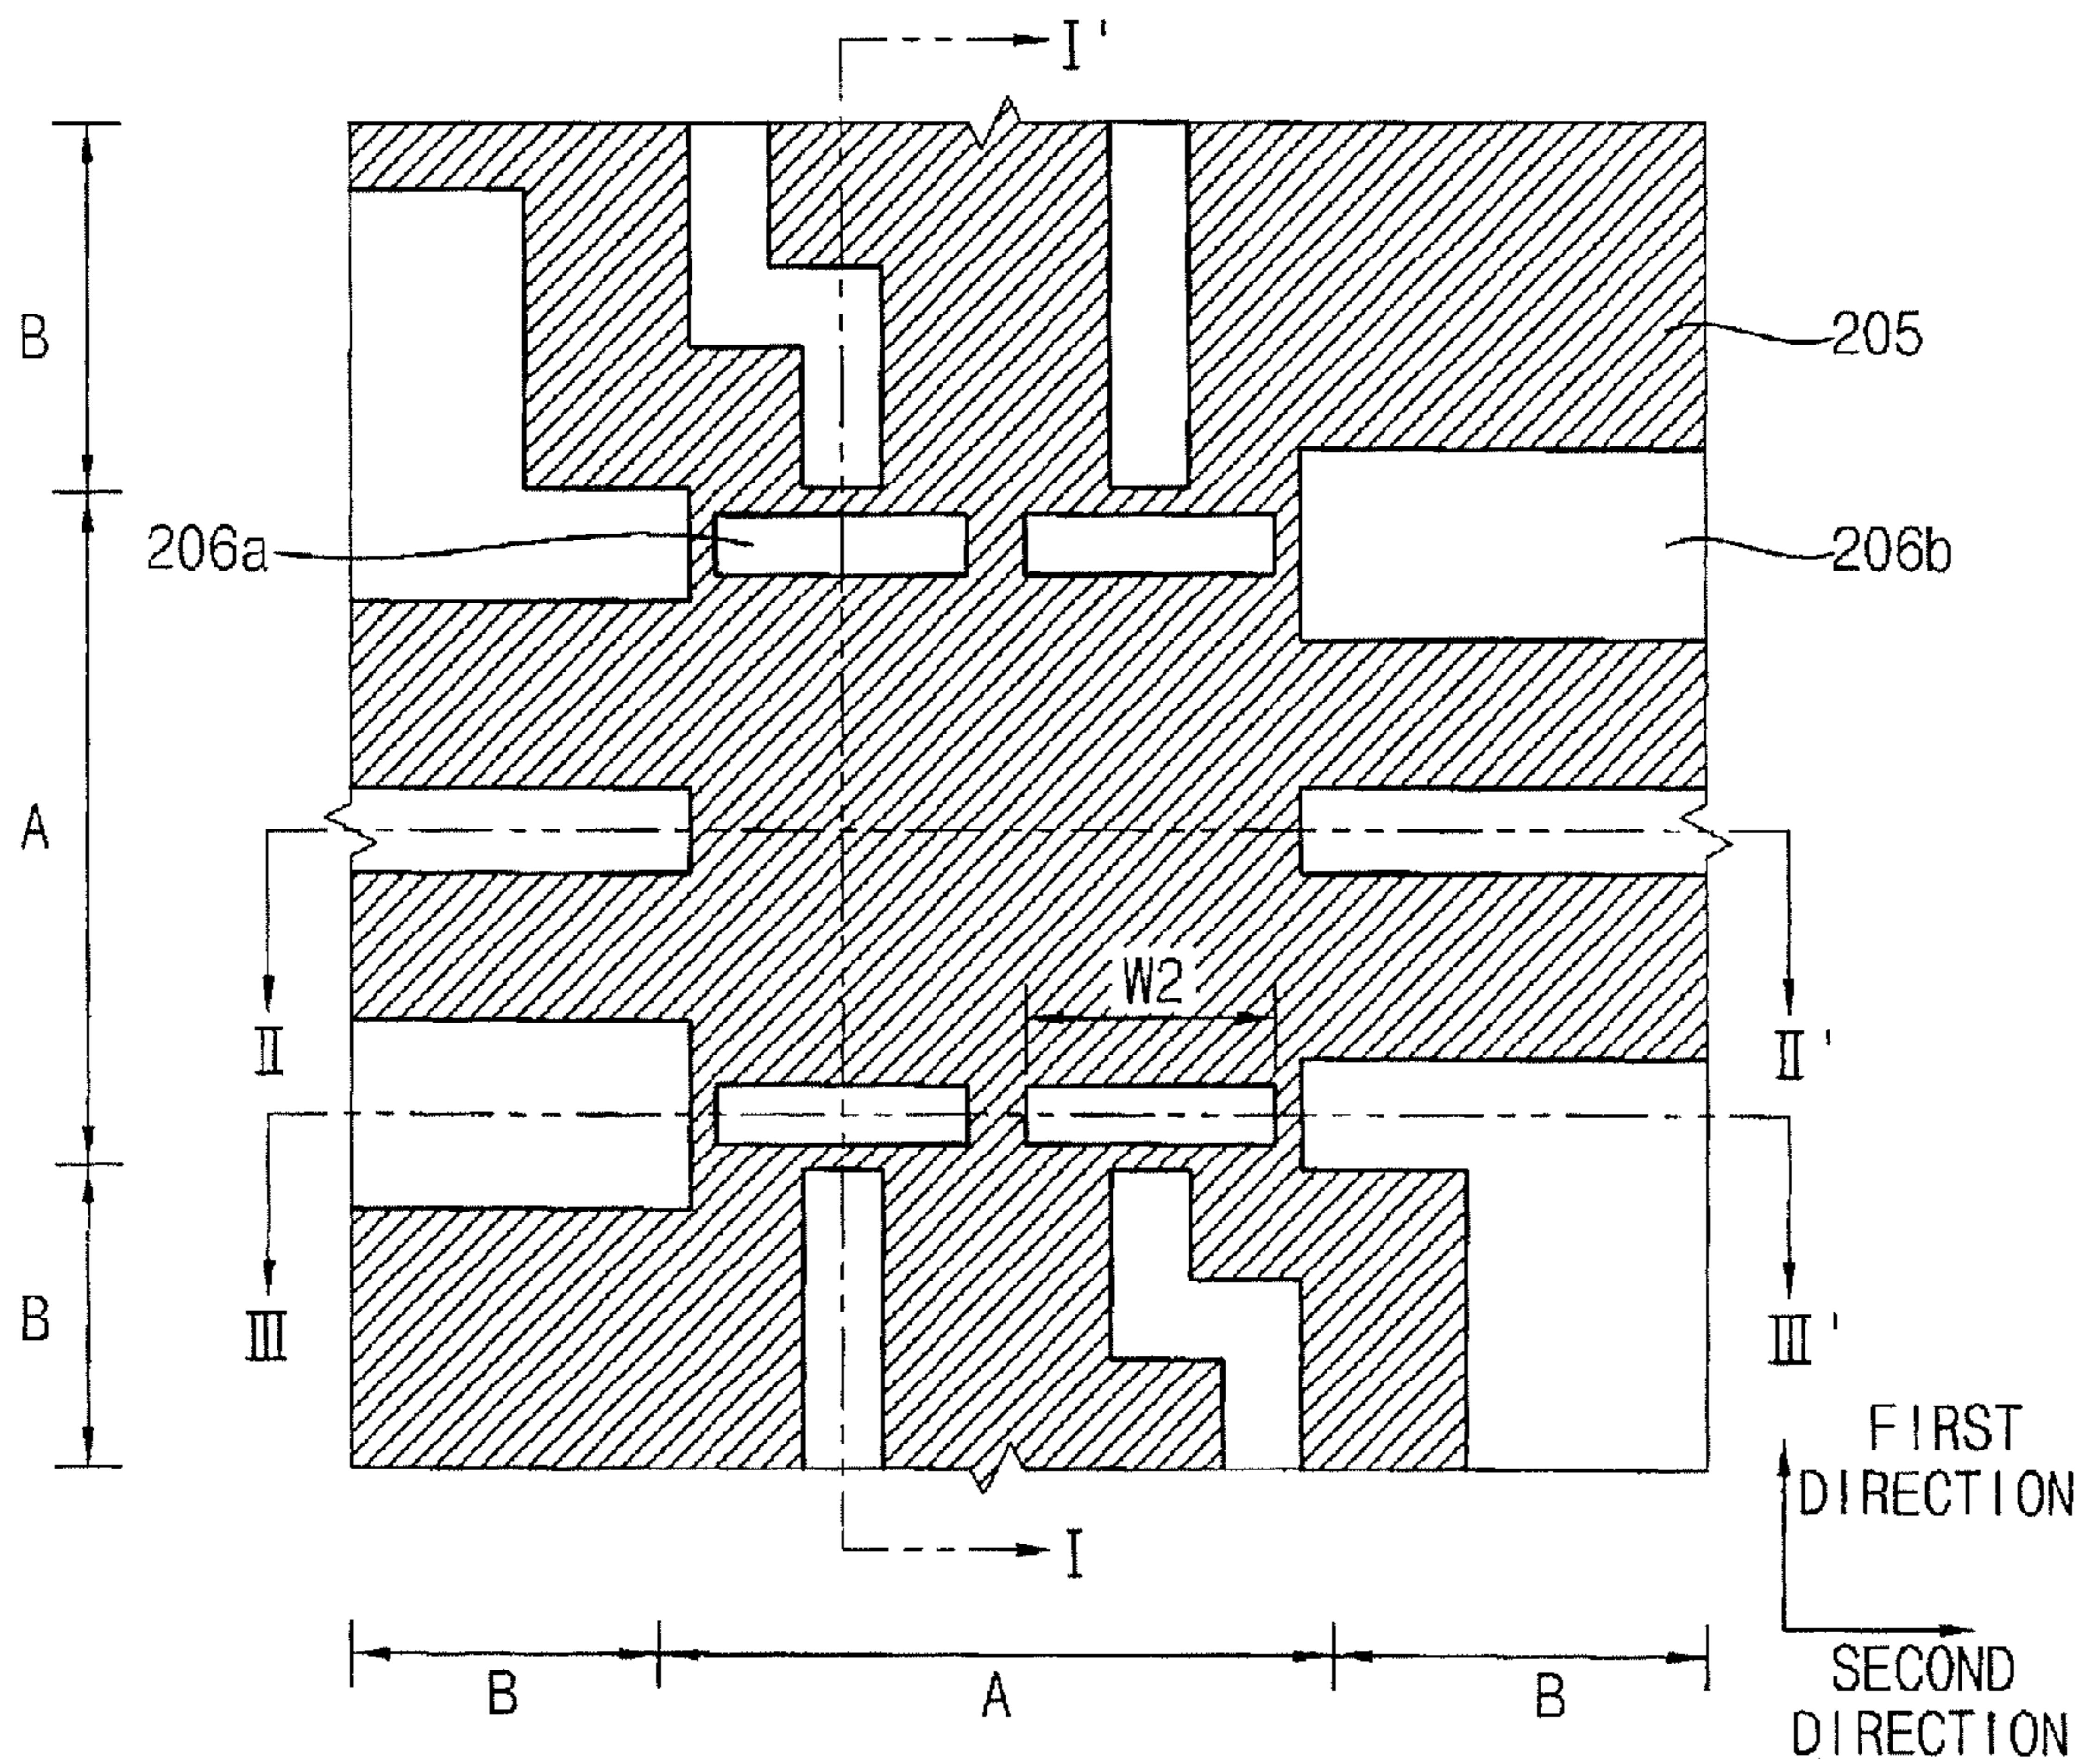 I'
B
205
206a
206b
A
W2
II
II'
B
III
III'
FIRST
DIRECTION
I
B
A
B
SECOND
DIRECTION